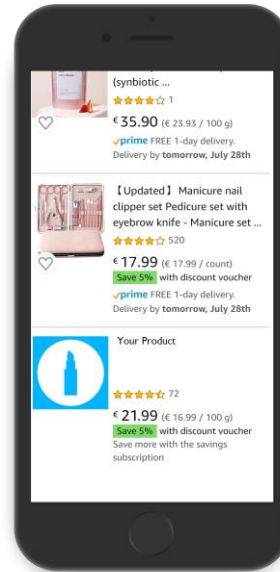 (synbiotic ...
1
€ 35.90 (€ 23.93 / 100 g)
prime FREE 1-day delivery.
Delivery by tomorrow, July 28th
【Updated】Manicure nail
clipper set Pedicure set with
eyebrow knife - Manicure set ...
520
€ 17.99 (€ 17.99 / count)
Save 5% with discount voucher
prime FREE 1-day delivery.
Delivery by tomorrow, July 28th
Your Product
72
€ 21.99 (€ 16.99 / 100 g)
Save 5% with discount voucher
Save more with the savings
subscription